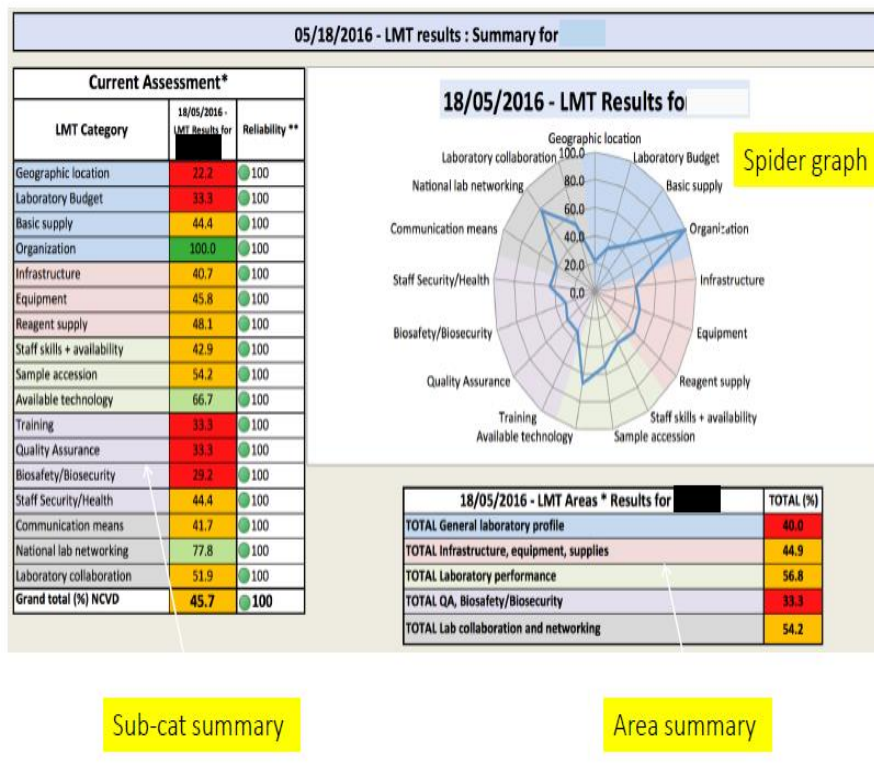 05/18/2016 - LMT results : Summary for
Current Assessment*
LMT Category
18/05/2016 -
LMT Results for
Reliability **
Geographic location 22.2 100
Laboratory Budget 33.3 100
Basic supply 44.4 100
Organization 100.0 100
Infrastructure 40.7 100
Equipment 45.8 100
Reagent supply 48.1 100
Staff skills + availability 42.9 100
Sample accession 54.2 100
Available technology 66.7 100
Training 33.3 100
Quality Assurance 33.3 100
Biosafety/Biosecurity 29.2 100
Staff Security/Health 44.4 100
Communication means 41.7 100
National lab networking 77.8 100
Laboratory collaboration 51.9 100
Grand total (%) NCVD 45.7 100
18/05/2016 - LMT Results fo
Spider graph
Geographic location
Laboratory Budget
Basic supply
Organization
Infrastructure
Equipment
Reagent supply
Staff skills + availability
Sample accession
Available technology
Training
Quality Assurance
Biosafety/Biosecurity
Staff Security/Health
Communication means
National lab networking
Laboratory collaboration
100.0
80.0
60.0
40.0
20.0
0.0
18/05/2016 - LMT Areas * Results for TOTAL (%)
TOTAL General laboratory profile 40.0
TOTAL Infrastructure, equipment, supplies 44.9
TOTAL Laboratory performance 56.8
TOTAL QA, Biosafety/Biosecurity 33.3
TOTAL Lab collaboration and networking 54.2
Sub-cat summary
Area summary